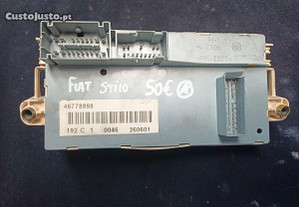 CustoJusto.pt
FIAT STILO 50€ A
46778898
192 C 1 0046 260601